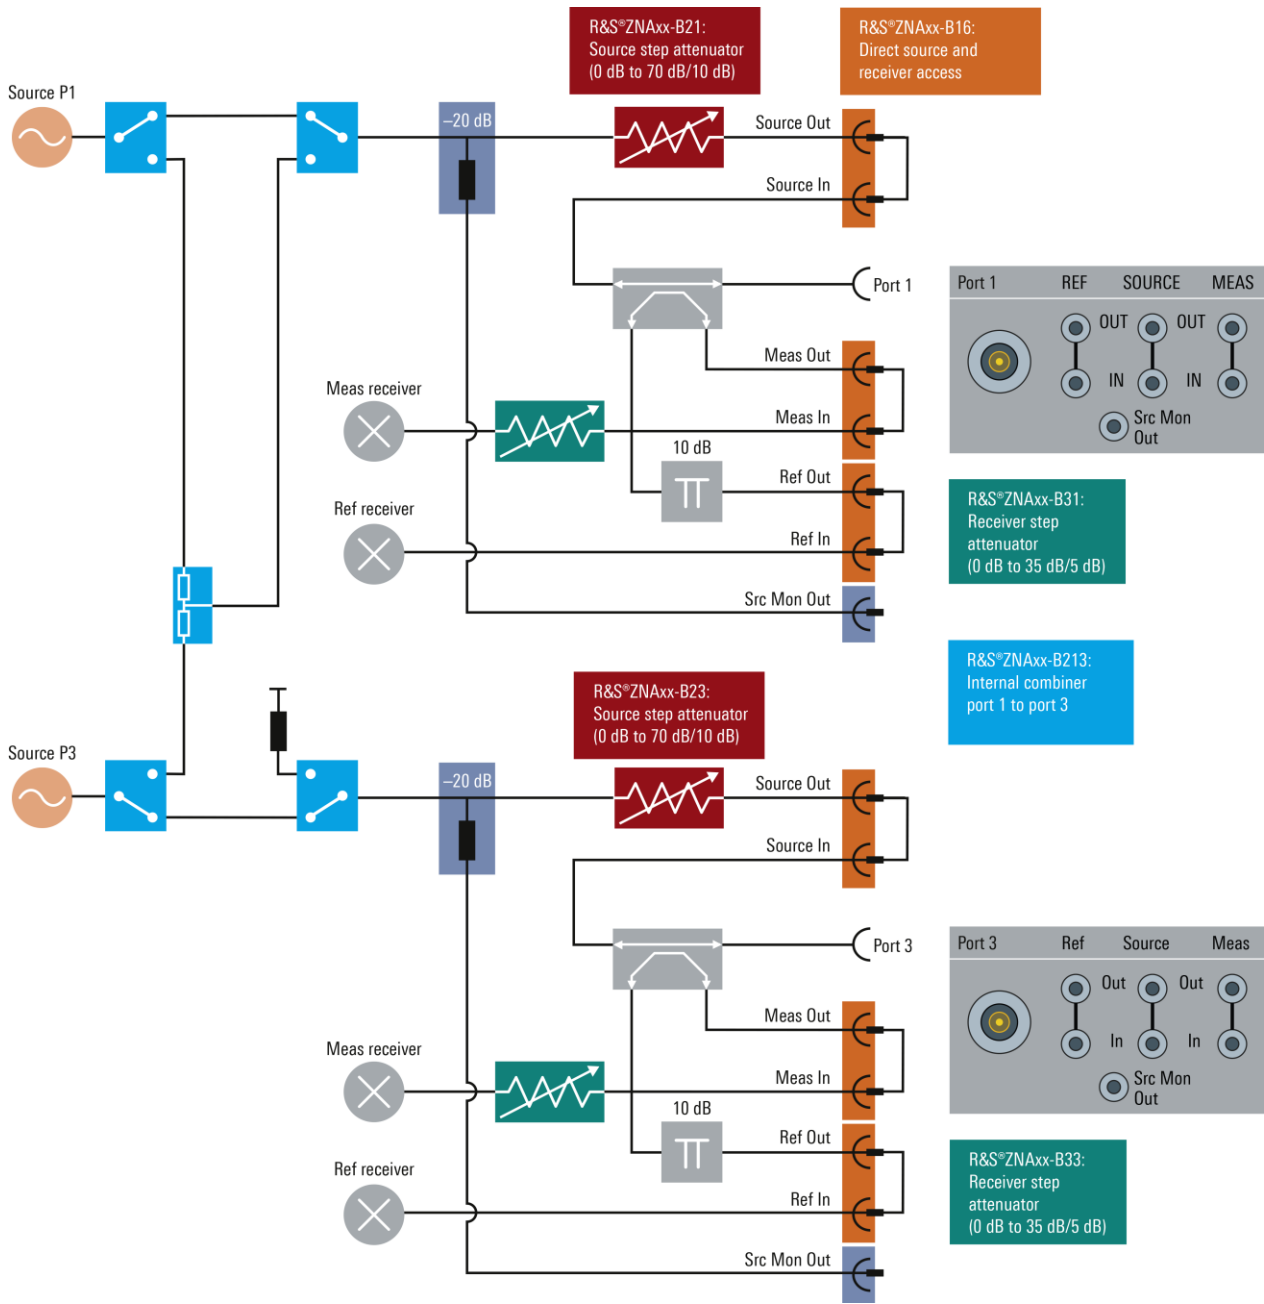 R&S®ZNAxx-B21:
Source step attenuator
(0 dB to 70 dB/10 dB)
R&S®ZNAxx-B16:
Direct source and
receiver access
Source P1
–20 dB
Source Out
Source In
Port 1
Port 1 REF SOURCE MEAS
OUT OUT
IN IN
Src Mon
Out
Meas Out
Meas receiver
Meas In
10 dB
Ref Out
Ref receiver
Ref In
Src Mon Out
R&S®ZNAxx-B31:
Receiver step
attenuator
(0 dB to 35 dB/5 dB)
R&S®ZNAxx-B213:
Internal combiner
port 1 to port 3
R&S®ZNAxx-B23:
Source step attenuator
(0 dB to 70 dB/10 dB)
Source P3
–20 dB
Source Out
Source In
Port 3
Port 3 Ref Source Meas
Out Out
In In
Src Mon
Out
Meas Out
Meas receiver
Meas In
10 dB
Ref Out
Ref receiver
Ref In
Src Mon Out
R&S®ZNAxx-B33:
Receiver step
attenuator
(0 dB to 35 dB/5 dB)